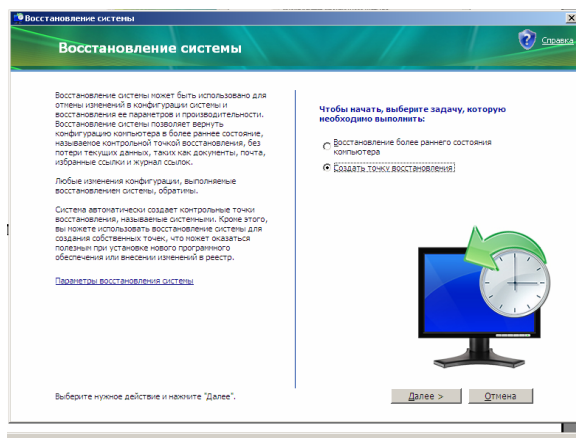 Восстановление системы
Восстановление системы
Справка
Восстановление системы может быть использовано для
отмены изменений в конфигурации системы и
восстановления ее параметров и производительности.
Восстановление системы позволяет вернуть
конфигурацию компьютера в более раннее состояние,
называемое контрольной точкой восстановления, без
потери текущих данных, таких как документы, почта,
избранные ссылки и журнал ссылок.
Любые изменения конфигурации, выполняемые
восстановлением системы, обратимы.
Система автоматически создает контрольные точки
восстановления, называемые системными. Кроме этого,
вы можете использовать восстановление системы для
создания собственных точек, что может оказаться
полезным при установке нового программного
обеспечения или внесении изменений в реестр.
Параметры восстановления системы
Чтобы начать, выберите задачу, которую
необходимо выполнить:
Восстановление более раннего состояния
компьютера
Создать точку восстановления
Выберите нужное действие и нажмите "Далее".
Далее >
Отмена